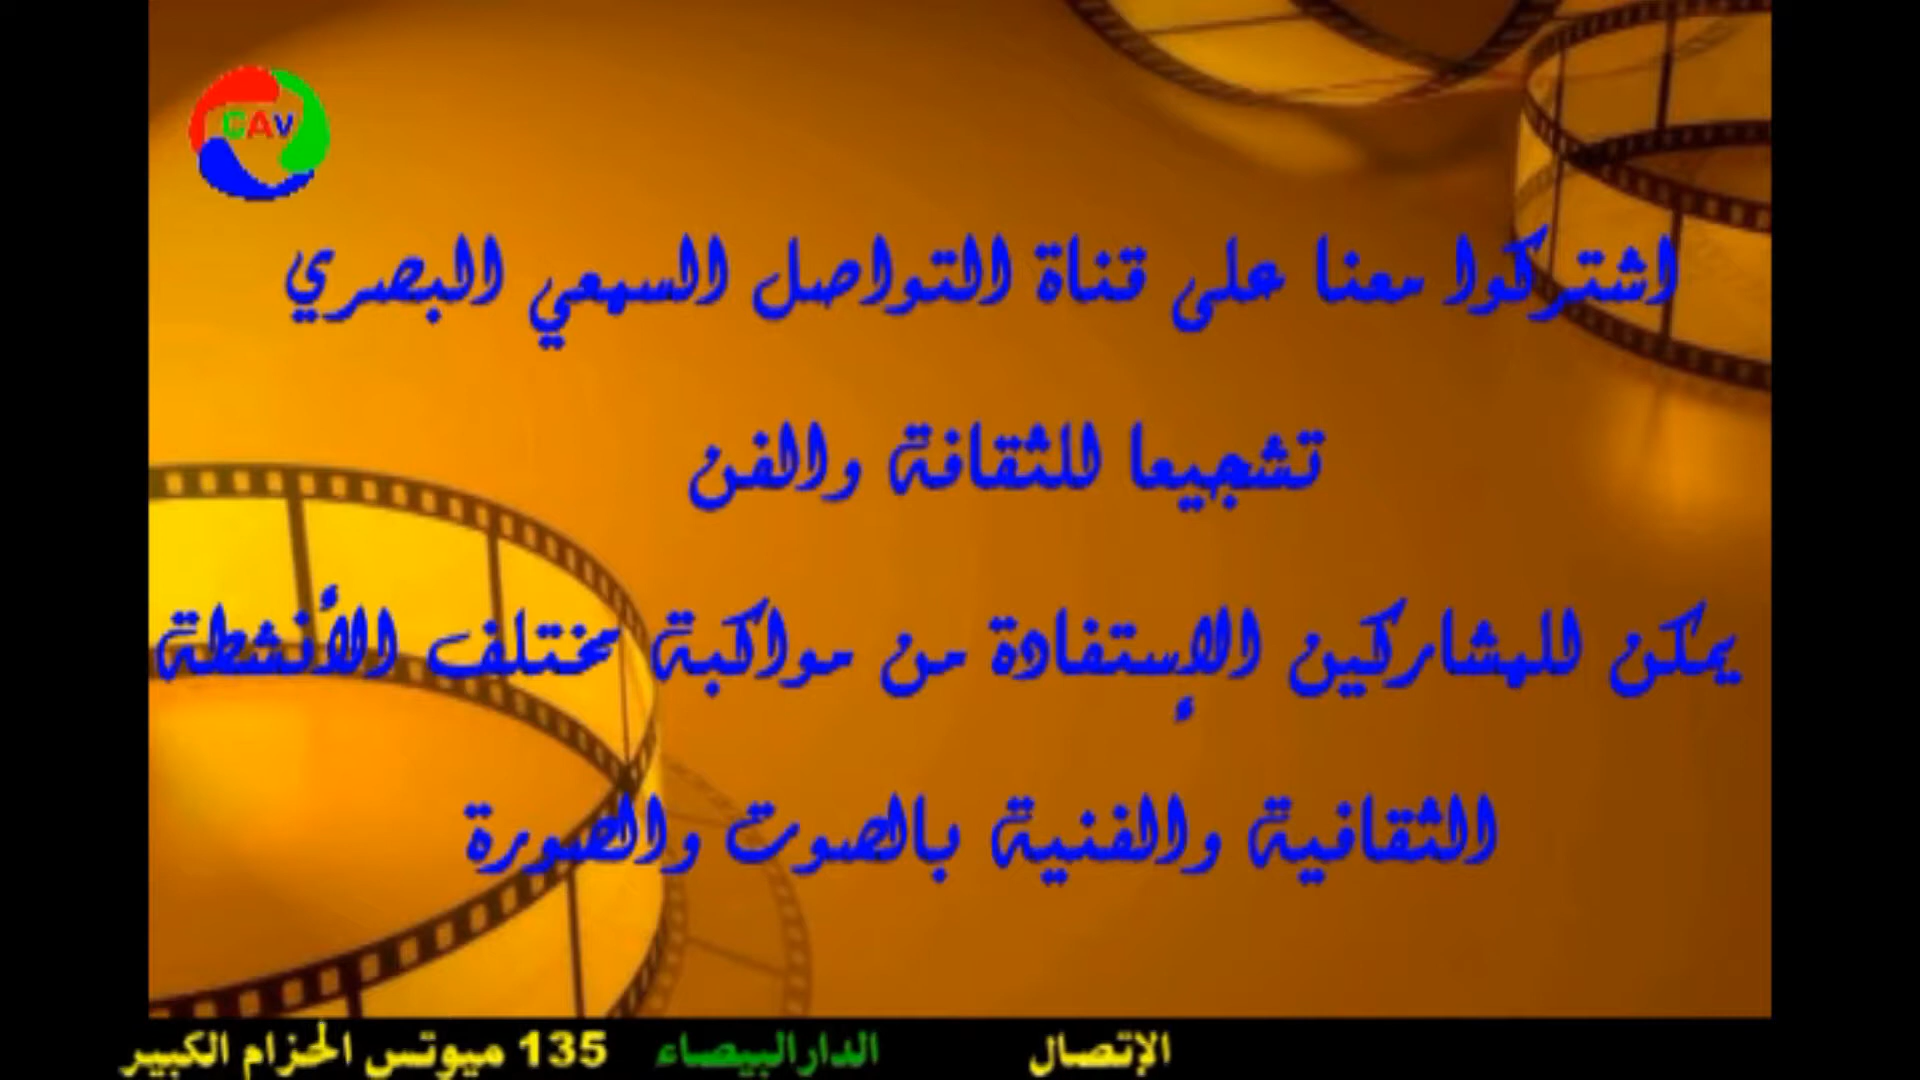 CAV
اشتركوا معنا على قناة التواصل السمعي البصري
تشجيعا للثقافة والفن
يمكن للمشاركين الإستفادة من مواكبة مختلف الأنشطة
الثقافية والفنية بالصوت والصورة
الإتصال الدارالبيضاء 135 ميوتس الحزام الكبير